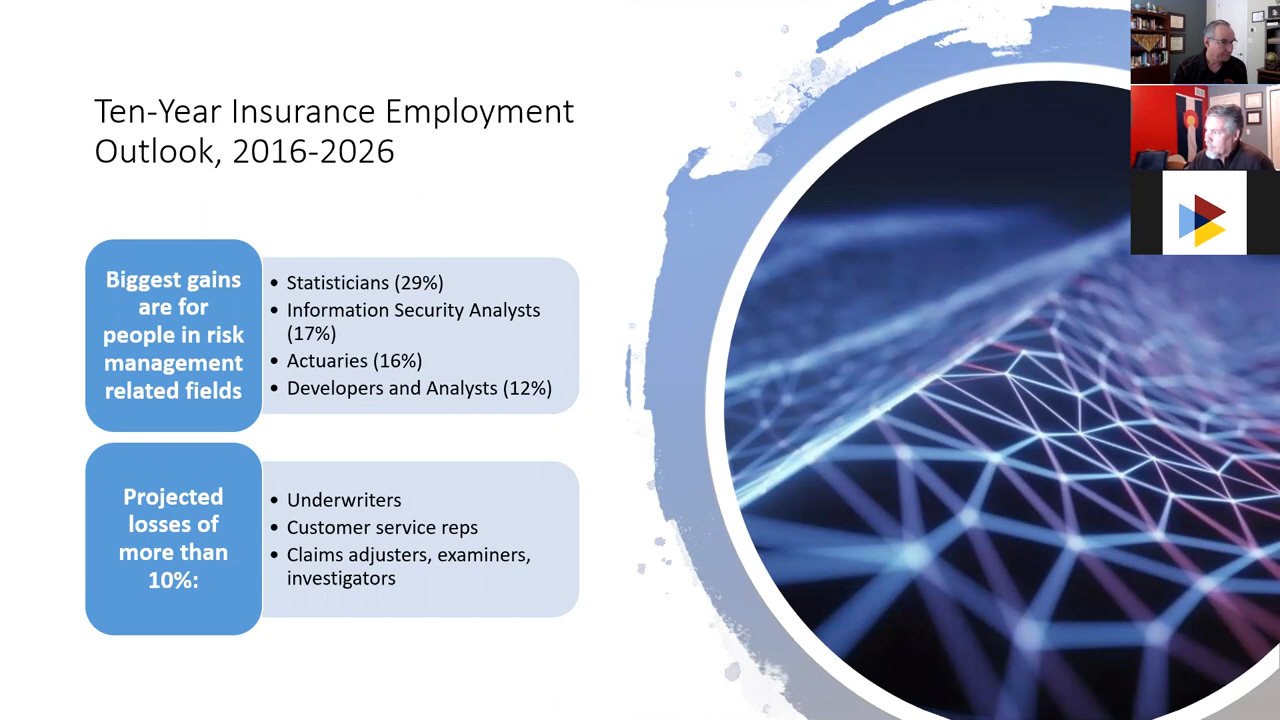 Ten-Year Insurance Employment
Outlook, 2016-2026
Biggest gains
are for
people in risk
management
related fields
• Statisticians (29%)
• Information Security Analysts
(17%)
• Actuaries (16%)
• Developers and Analysts (12%)
Projected
losses of
more than
10%:
• Underwriters
• Customer service reps
• Claims adjusters, examiners,
investigators